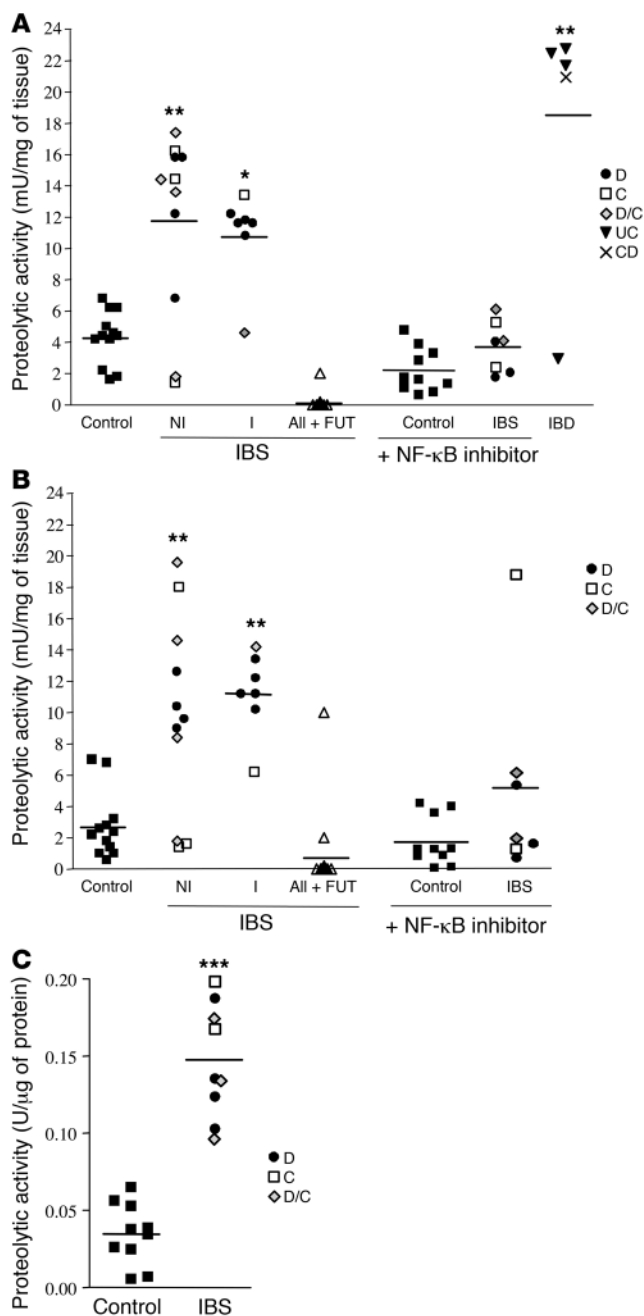 A
Proteolytic activity (mU/mg of tissue)
24
22
20
18
16
14
12
10
8
6
4
2
0
**
*
**
D
C
D/C
UC
CD
Control
NI
I
All + FUT
Control
IBS
IBD
IBS
+ NF-κB inhibitor
B
Proteolytic activity (mU/mg of tissue)
24
22
20
18
16
14
12
10
8
6
4
2
0
**
**
D
C
D/C
Control
NI
I
All + FUT
Control
IBS
IBS
+ NF-κB inhibitor
C
Proteolytic activity (U/μg of protein)
0.20
0.15
0.10
0.05
0.00
***
D
C
D/C
Control
IBS